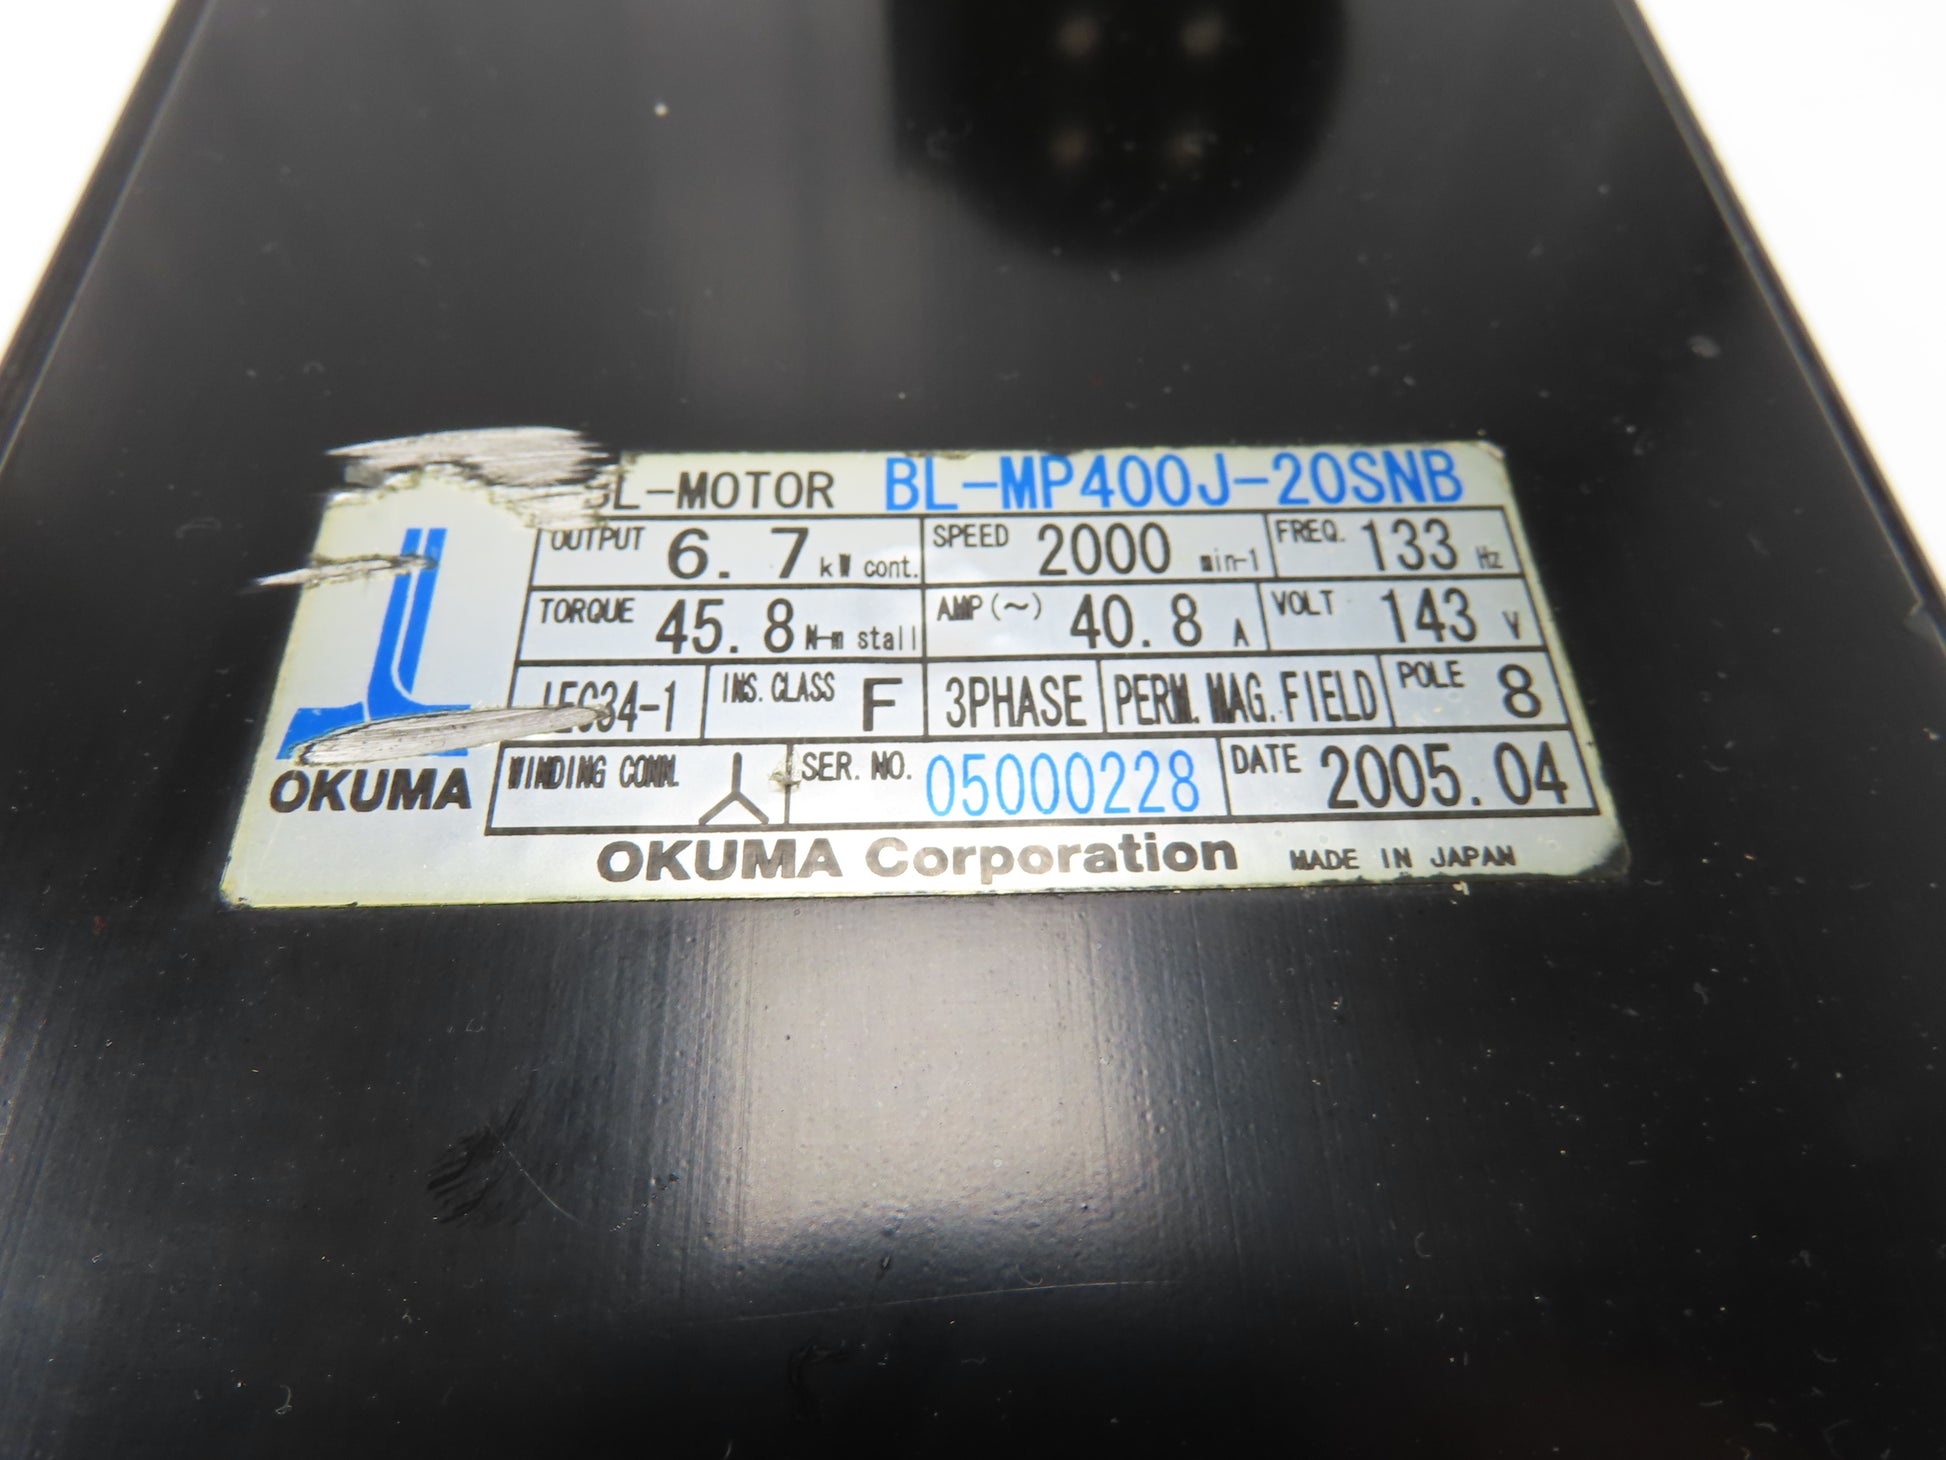 BL-MOTOR BL-MP400J-20SNB
OUTPUT 6.7 kW cont. SPEED 2000 min-1 FREQ. 133 Hz
TORQUE 45.8 N-m stall AMP(~) 40.8 A VOLT 143 V
IEC34-1 INS. CLASS F 3PHASE PERM. MAG. FIELD POLE 8
WINDING CONN. SER. NO. 05000228 DATE 2005.04
OKUMA
OKUMA Corporation MADE IN JAPAN